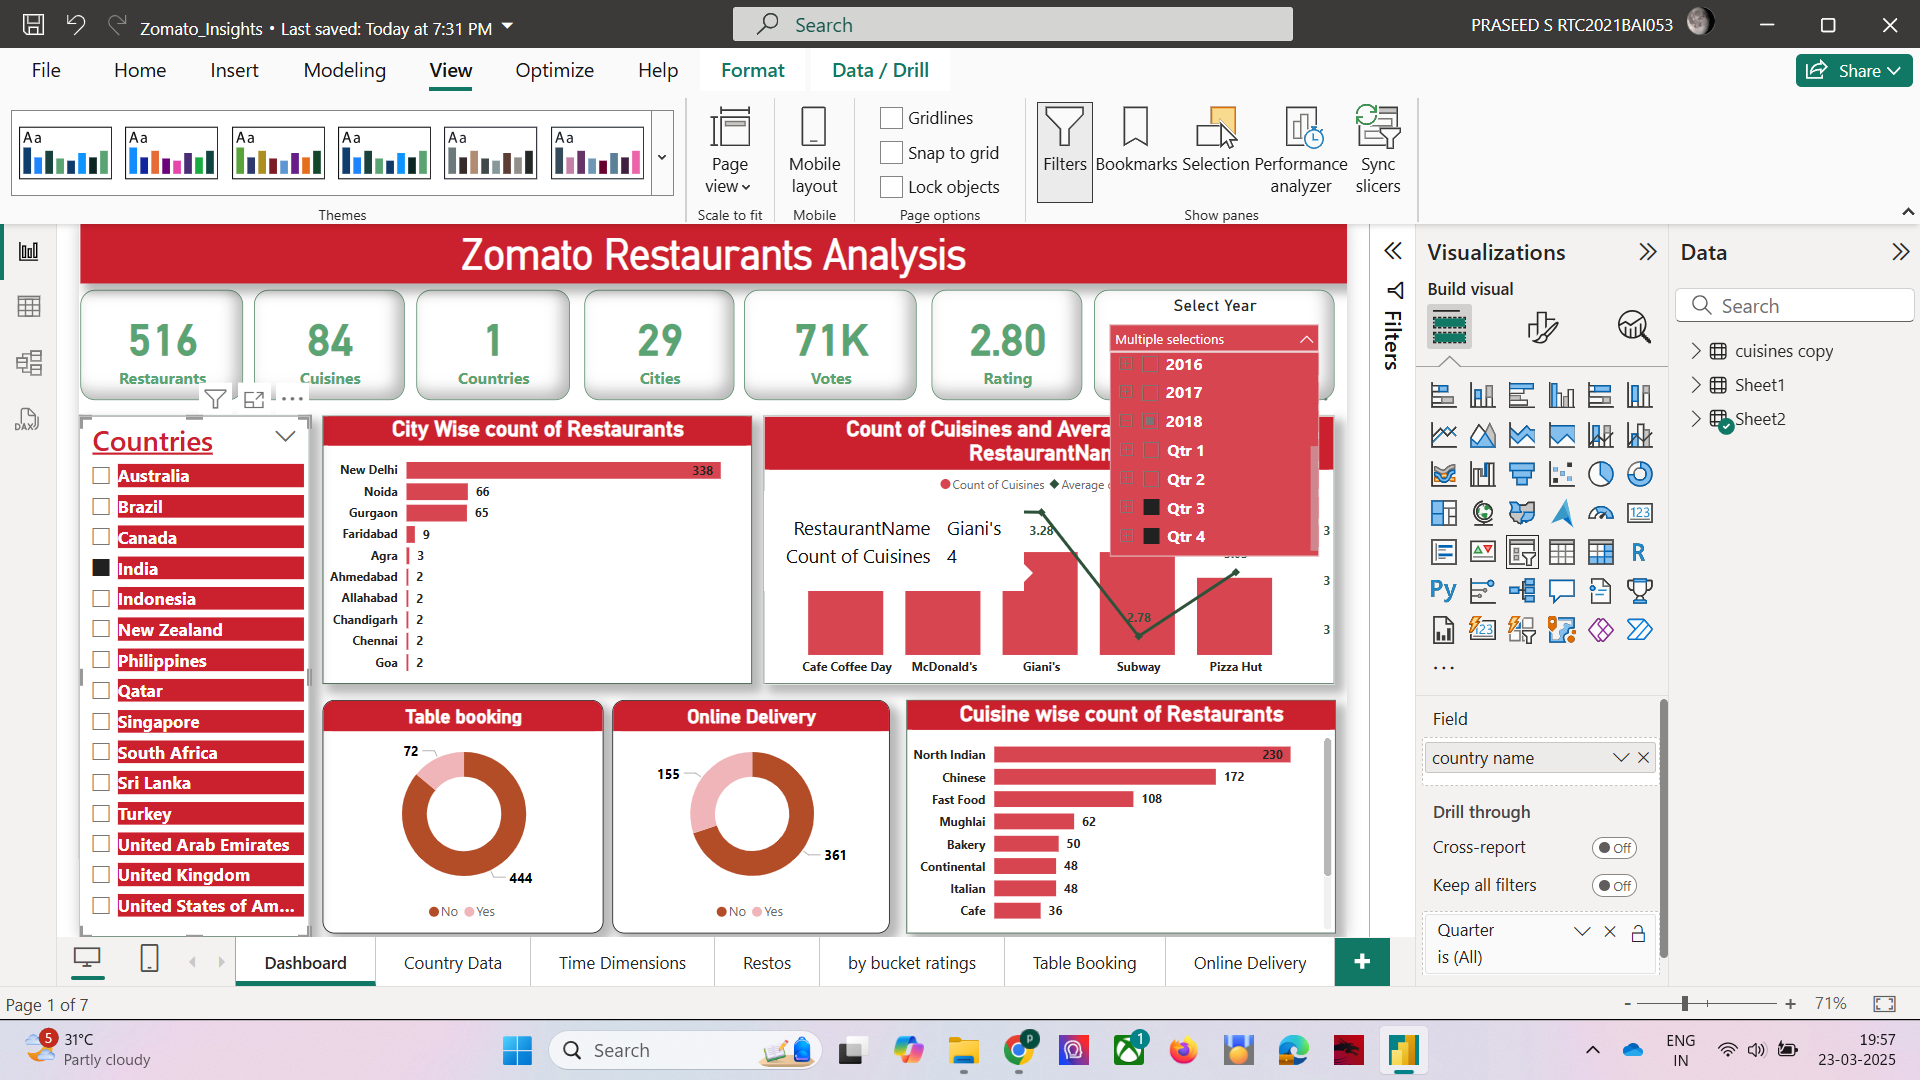 Zomato_Insights • Last saved: Today at 7:31 PM
Search
PRASEED S RTC2021BAI053
File
Home
Insert
Modeling
View
Optimize
Help
Format
Data / Drill
Share
Aa
Aa
Aa
Aa
Aa
Aa
Themes
Page view
Scale to fit
Mobile layout
Mobile
Gridlines
Snap to grid
Lock objects
Page options
Filters
Bookmarks
Selection
Performance analyzer
Sync slicers
Show panes
Zomato Restaurants Analysis
516
Restaurants
84
Cuisines
1
Countries
29
Cities
71K
Votes
2.80
Rating
Select Year
Multiple selections
2016
2017
2018
Qtr 1
Qtr 2
Qtr 3
Qtr 4
Countries
Australia
Brazil
Canada
India
Indonesia
New Zealand
Philippines
Qatar
Singapore
South Africa
Sri Lanka
Turkey
United Arab Emirates
United Kingdom
United States of Am...
City Wise count of Restaurants
New Delhi 338
Noida 66
Gurgaon 65
Faridabad 9
Agra 3
Ahmedabad 2
Allahabad 2
Chandigarh 2
Chennai 2
Goa 2
Count of Cuisines and Avera
RestaurantNam
Count of Cuisines Average
RestaurantName Giani's
Count of Cuisines 4
3.28
2.78
3
3
3
Cafe Coffee Day
McDonald's
Giani's
Subway
Pizza Hut
Table booking
72
444
No Yes
Online Delivery
155
361
No Yes
Cuisine wise count of Restaurants
North Indian 230
Chinese 172
Fast Food 108
Mughlai 62
Bakery 50
Continental 48
Italian 48
Cafe 36
Filters
Visualizations
Build visual
123
R
Py
123
...
Field
country name
Drill through
Cross-report
Off
Keep all filters
Off
Quarter
is (All)
Data
Search
cuisines copy
Sheet1
Sheet2
DAX
Dashboard
Country Data
Time Dimensions
Restos
by bucket ratings
Table Booking
Online Delivery
+
Page 1 of 7
- + 71%
5
31°C
Partly cloudy
Search
p
1
ENG
IN
19:57
23-03-2025